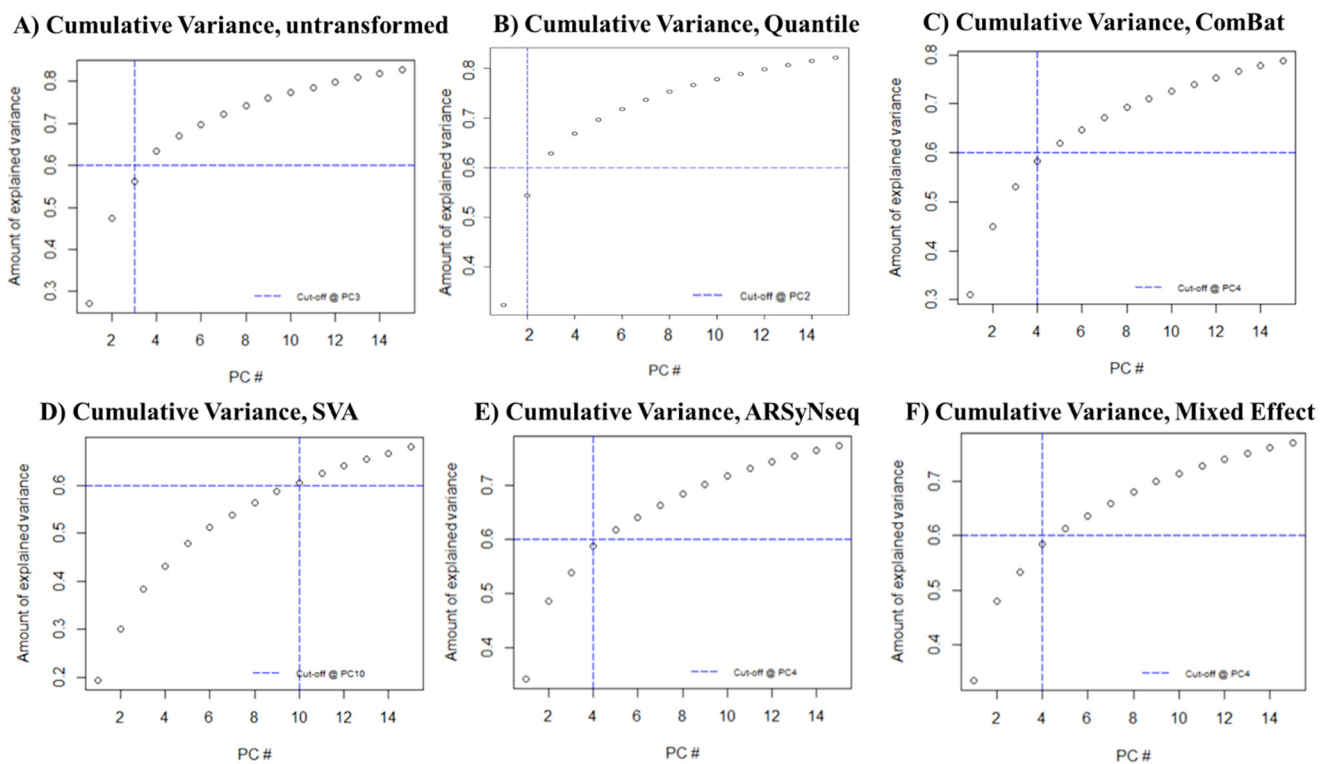 A) Cumulative Variance, untransformed
Amount of explained variance
0.3 0.4 0.5 0.6 0.7 0.8
Cut-off @ PC3
2 4 6 8 10 12 14
PC #
B) Cumulative Variance, Quantile
Amount of explained variance
0.4 0.5 0.6 0.7 0.8
Cut-off @ PC2
2 4 6 8 10 12 14
PC #
C) Cumulative Variance, ComBat
Amount of explained variance
0.3 0.4 0.5 0.6 0.7 0.8
Cut-off @ PC4
2 4 6 8 10 12 14
PC #
D) Cumulative Variance, SVA
Amount of explained variance
0.2 0.3 0.4 0.5 0.6
Cut-off @ PC10
2 4 6 8 10 12 14
PC #
E) Cumulative Variance, ARSyNseq
Amount of explained variance
0.4 0.5 0.6 0.7
Cut-off @ PC4
2 4 6 8 10 12 14
PC #
F) Cumulative Variance, Mixed Effect
Amount of explained variance
0.4 0.5 0.6 0.7
Cut-off @ PC4
2 4 6 8 10 12 14
PC #